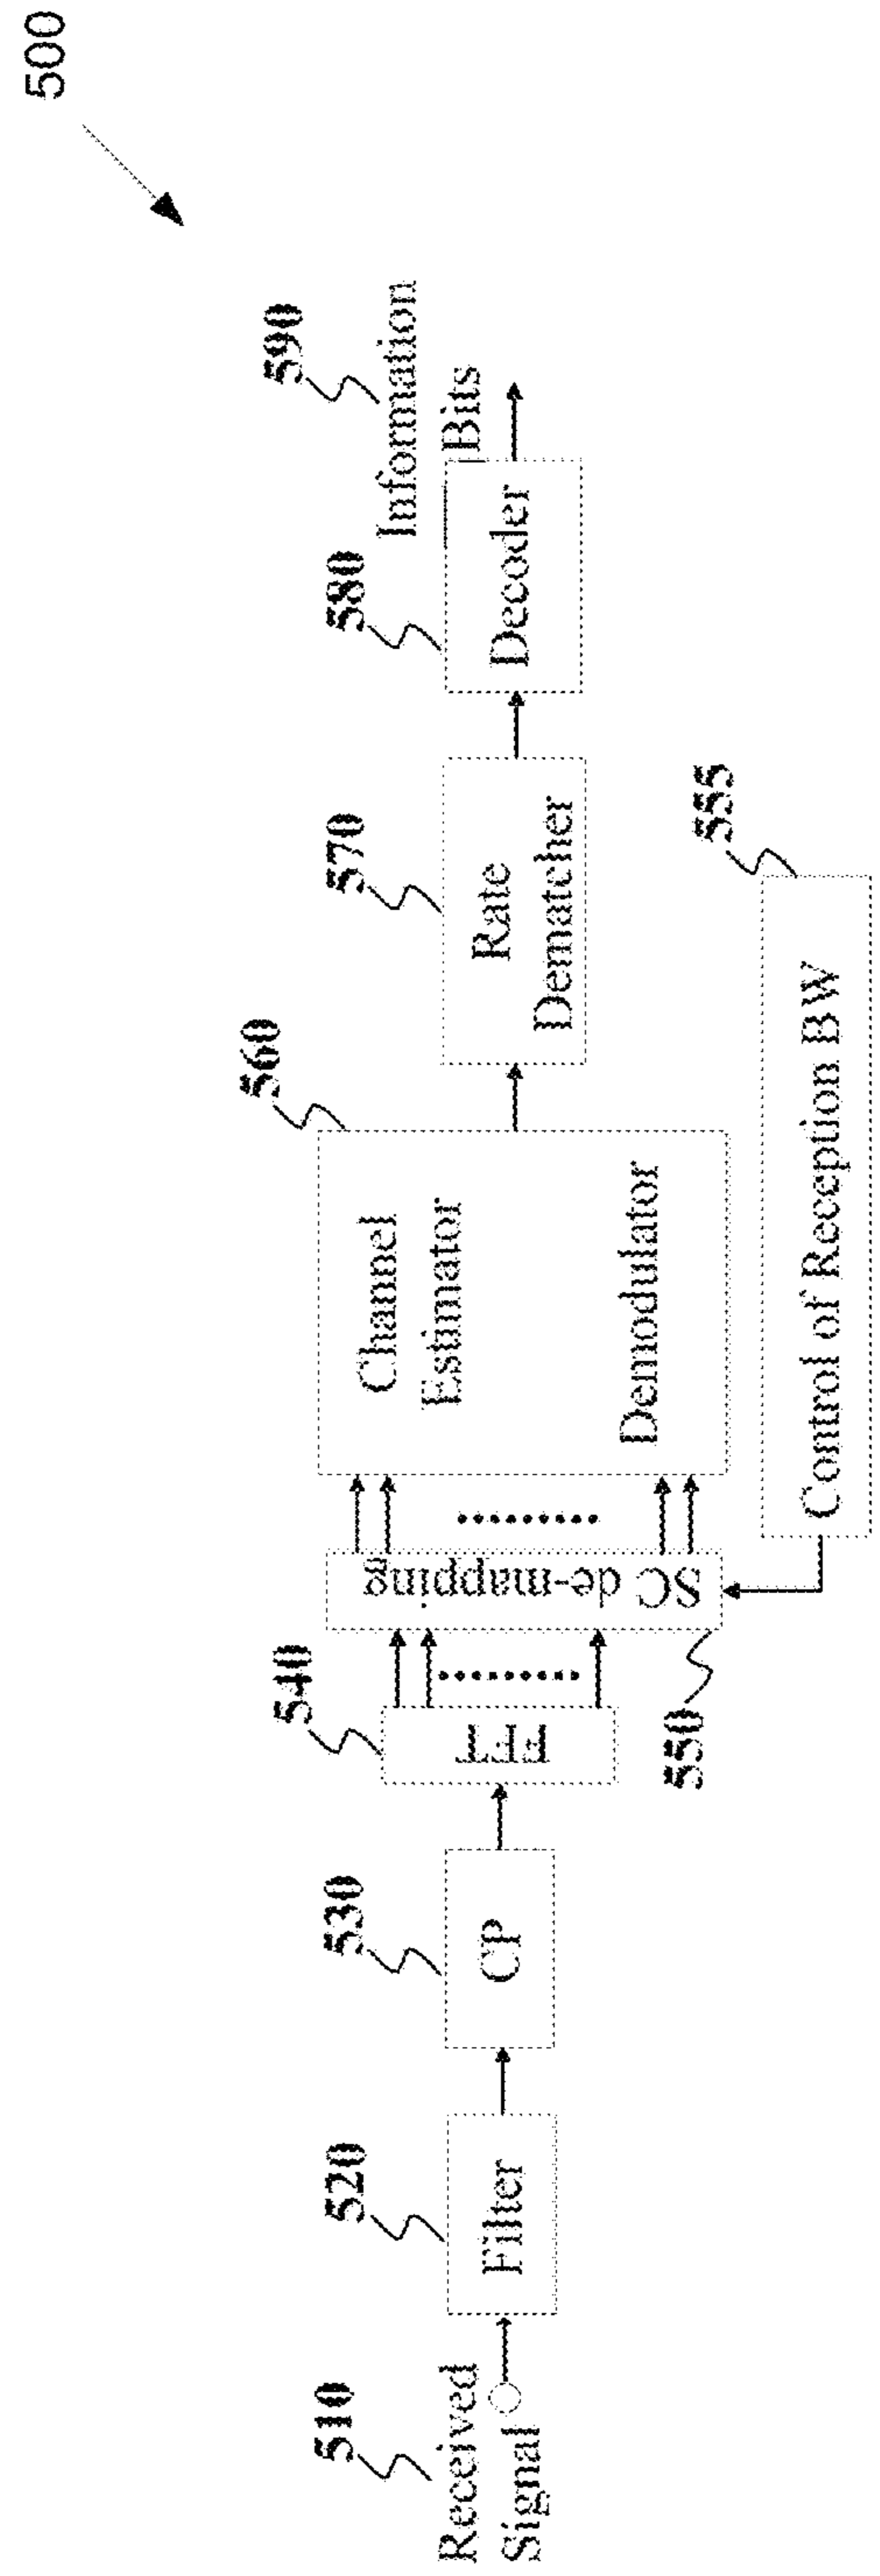 500
510
Received
Signal
520
Filter
530
CP
540
FFT
550
SC de-mapping
555
Control of Reception BW
560
Channel
Estimator
Demodulator
570
Rate
Dematcher
580
Decoder
590
Information
Bits